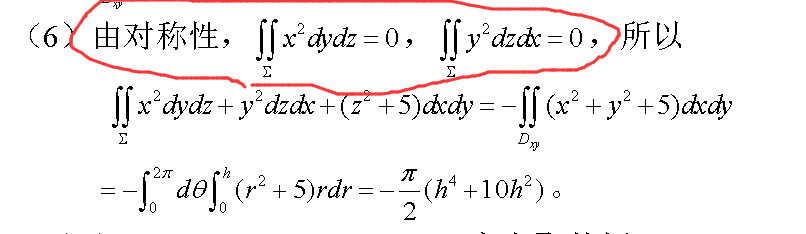 （6）由对称性，∬_Σ x²dydz = 0，∬_Σ y²dzdx = 0，所以
∬_Σ x²dydz + y²dzdx + (z² + 5)dxdy = −∬_{D_xy} (x² + y² + 5)dxdy
= −∫_0^{2π} dθ ∫_0^h (r² + 5)rdr = −π/2 (h⁴ + 10h²) 。